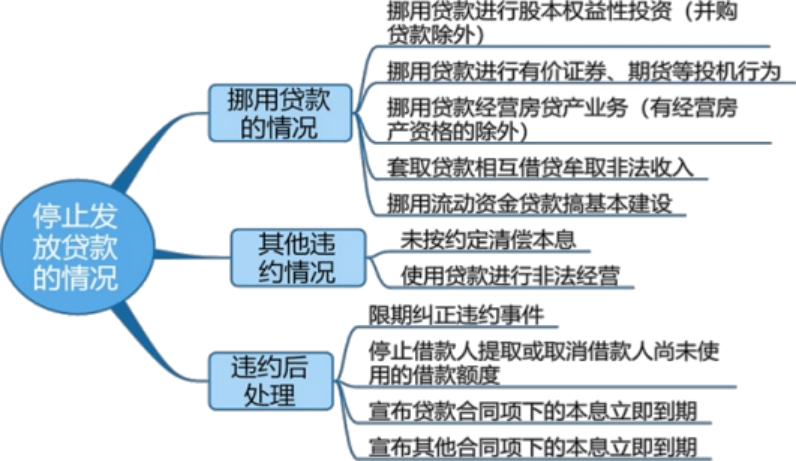 停止发
放贷款
的情况
挪用贷款
的情况
挪用贷款进行股本权益性投资（并购
贷款除外）
挪用贷款进行有价证券、期货等投机行为
挪用贷款经营房贷产业务（有经营房
产资格的除外）
套取贷款相互借贷牟取非法收入
挪用流动资金贷款搞基本建设
其他违
约情况
未按约定清偿本息
使用贷款进行非法经营
违约后
处理
限期纠正违约事件
停止借款人提取或取消借款人尚未使
用的借款额度
宣布贷款合同项下的本息立即到期
宣布其他合同项下的本息立即到期